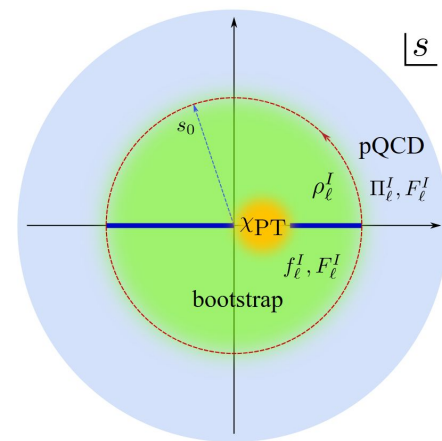 s
s₀
pQCD
ρ_ℓ^I
Π_ℓ^I, F_ℓ^I
χPT
f_ℓ^I, F_ℓ^I
bootstrap